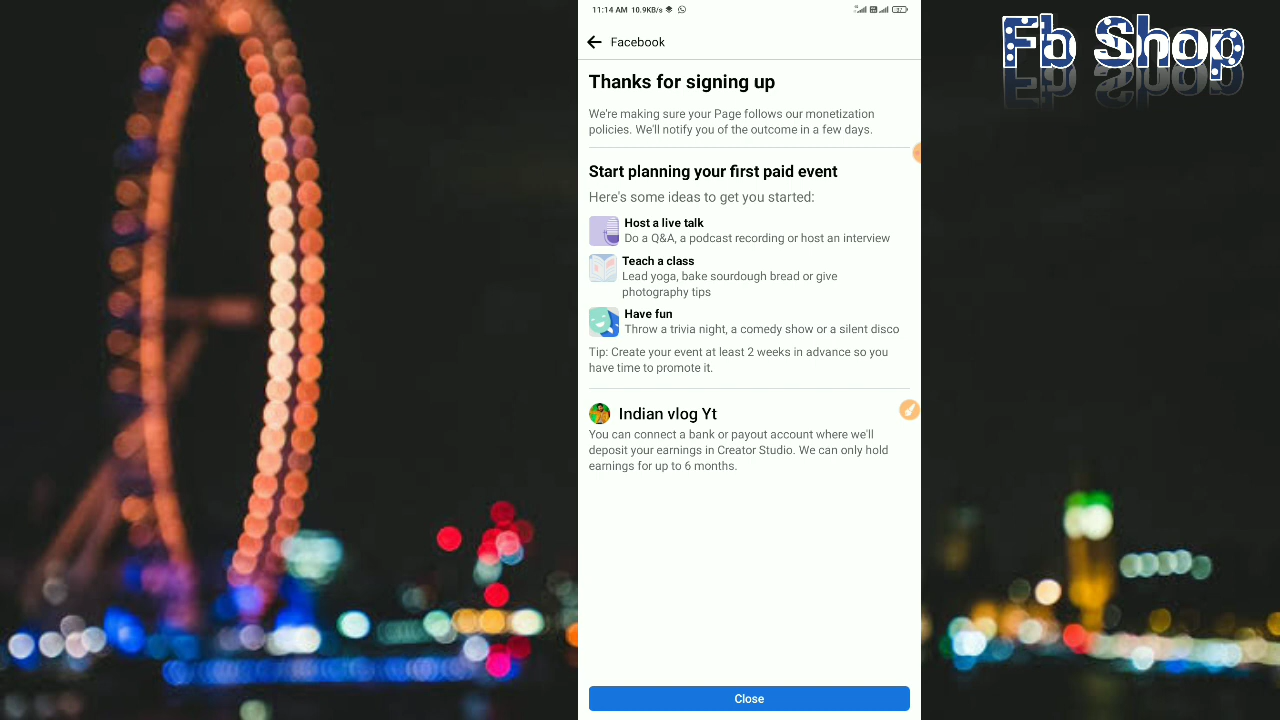 11:14 AM 10.9KB/s
Fb Shop
Facebook
Thanks for signing up
We're making sure your Page follows our monetization
policies. We'll notify you of the outcome in a few days.
Start planning your first paid event
Here's some ideas to get you started:
Host a live talk
Do a Q&A, a podcast recording or host an interview
Teach a class
Lead yoga, bake sourdough bread or give
photography tips
Have fun
Throw a trivia night, a comedy show or a silent disco
Tip: Create your event at least 2 weeks in advance so you
have time to promote it.
Indian vlog Yt
You can connect a bank or payout account where we'll
deposit your earnings in Creator Studio. We can only hold
earnings for up to 6 months.
Close